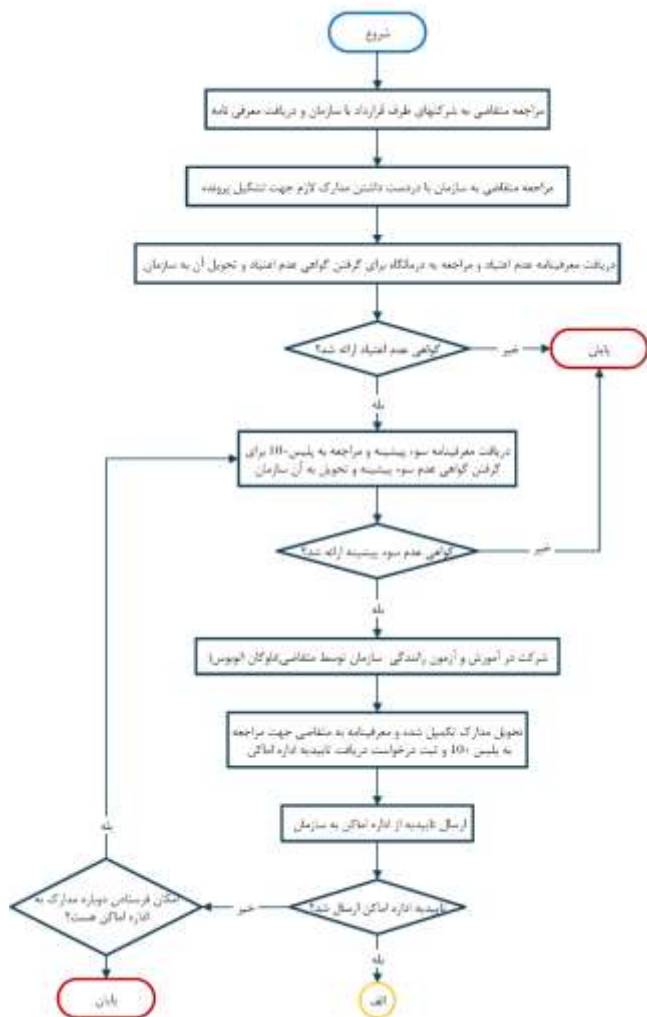 شروع
مراجعه متقاضی به شرکتهای طرف قرارداد با سازمان و دریافت معرفی نامه
مراجعه متقاضی به سازمان با دردست داشتن مدارک لازم جهت تشکیل پرونده
دریافت معرفینامه عدم اعتیاد و مراجعه به درمانگاه برای گرفتن گواهی عدم اعتیاد و تحویل آن به سازمان
گواهی عدم اعتیاد ارائه شد؟
خیر
پایان
بله
دریافت معرفینامه سوء پیشینه و مراجعه به پلیس+10 برای
گرفتن گواهی عدم سوء پیشینه و تحویل به آن سازمان
گواهی عدم سوء پیشینه ارائه شد؟
خیر
بله
شرکت در آموزش و آزمون رانندگی سازمان توسط متقاضی(ناوگان اتوبوس)
تحویل مدارک تکمیل شده و معرفینامه به متقاضی جهت مراجعه
به پلیس +10 و ثبت درخواست دریافت تاییدیه اداره اماکن
ارسال تاییدیه از اداره اماکن به سازمان
بله
تاییدیه اداره اماکن ارسال شد؟
خیر
امکان فرستادن دوباره مدارک به
اداره اماکن هست؟
بله
پایان
الف